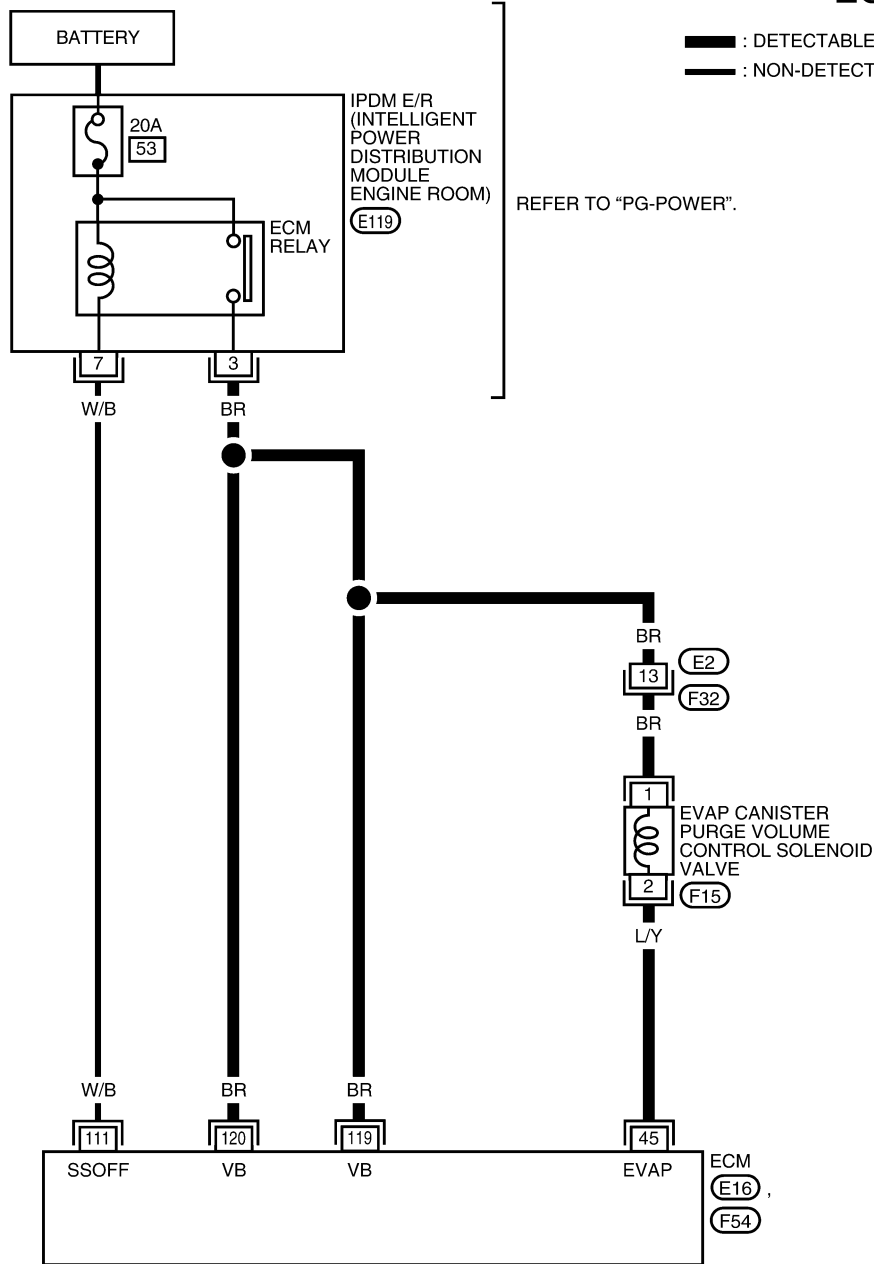 BATTERY
: DETECTABLE
: NON-DETECT
20A
53
IPDM E/R
(INTELLIGENT
POWER
DISTRIBUTION
MODULE
ENGINE ROOM)
E119
ECM
RELAY
REFER TO “PG-POWER”.
7
3
W/B
BR
BR
13
E2
F32
BR
1
EVAP CANISTER
PURGE VOLUME
CONTROL SOLENOID
VALVE
2
F15
L/Y
W/B
BR
BR
111
120
119
45
SSOFF
VB
VB
EVAP
ECM
E16 ,
F54